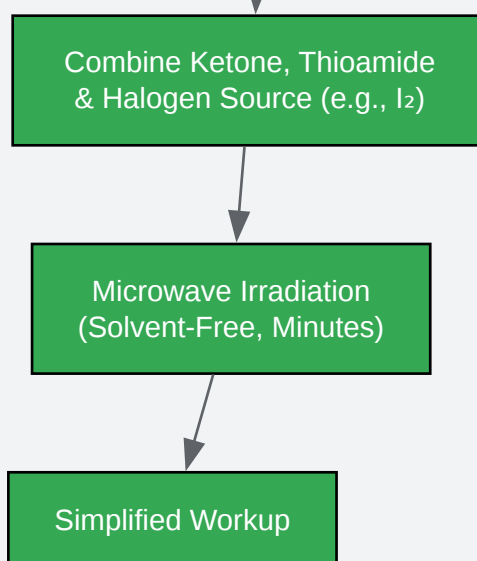 Combine Ketone, Thioamide
& Halogen Source (e.g., I₂)
Microwave Irradiation
(Solvent-Free, Minutes)
Simplified Workup